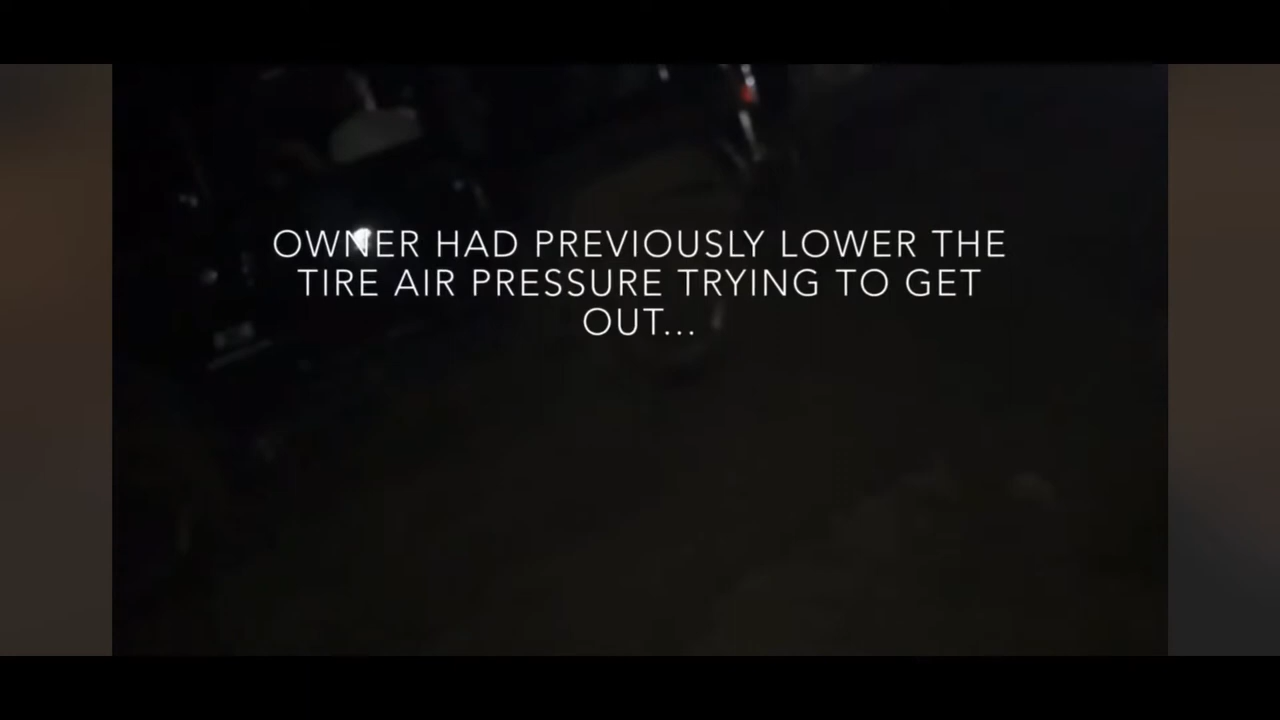 OWNER HAD PREVIOUSLY LOWER THE
TIRE AIR PRESSURE TRYING TO GET
OUT...